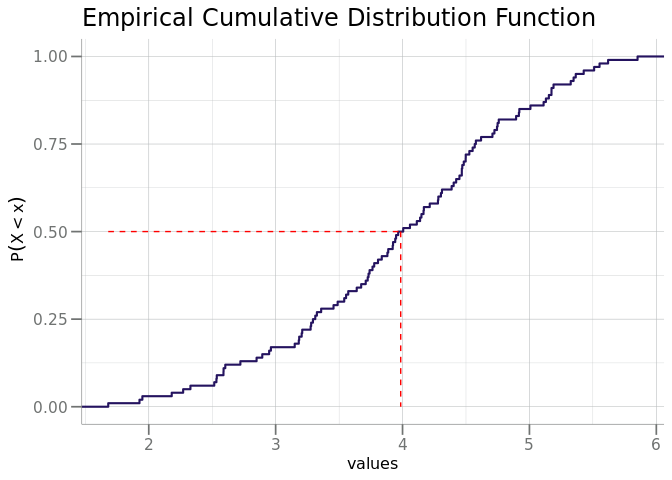 Empirical Cumulative Distribution Function
1.00
0.75
0.50
0.25
0.00
P(X < x)
2 3 4 5 6
values